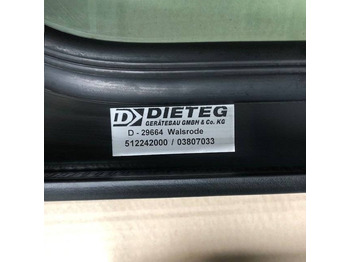 DIETEG
GERÄTEBAU GMBH & Co. KG
D - 29664 Walsrode
512242000 / 03807033